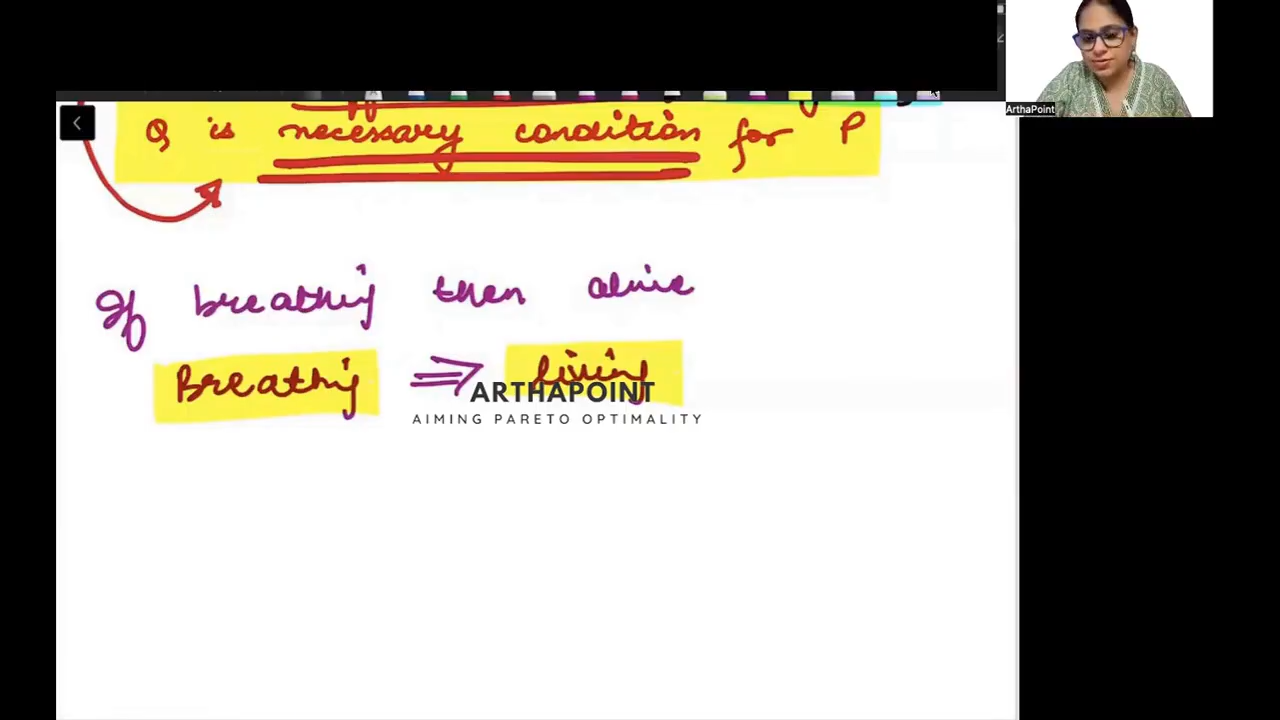 Q is necessary condition for P
If breathing then alive
Breathing ⇒ living
ARTHAPOINT
AIMING PARETO OPTIMALITY
ArthaPoint